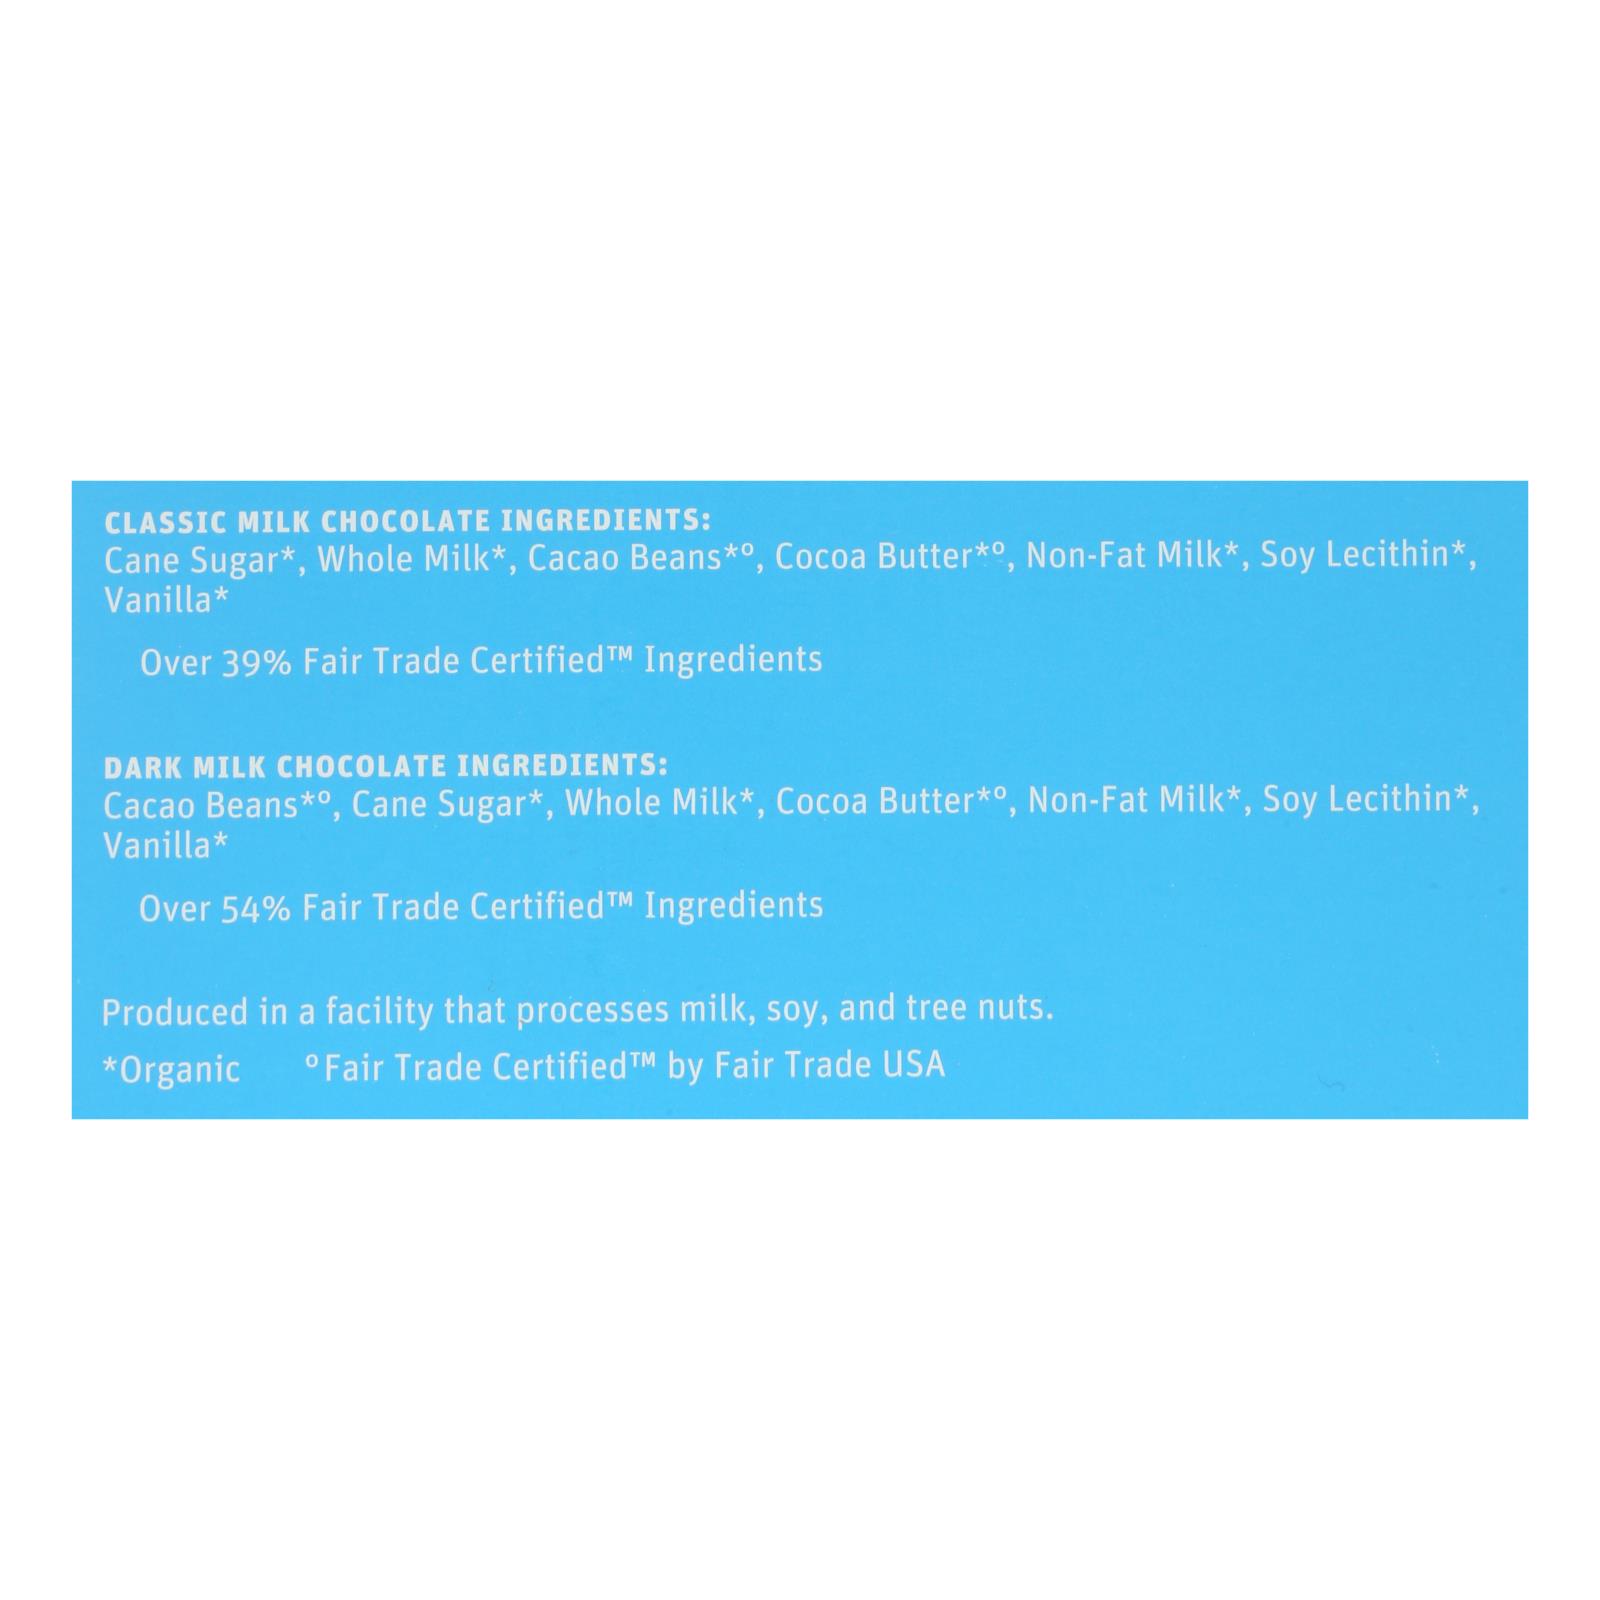 CLASSIC MILK CHOCOLATE INGREDIENTS:
Cane Sugar*, Whole Milk*, Cacao Beans*º, Cocoa Butter*º, Non-Fat Milk*, Soy Lecithin*,
Vanilla*
Over 39% Fair Trade Certified™ Ingredients
DARK MILK CHOCOLATE INGREDIENTS:
Cacao Beans*º, Cane Sugar*, Whole Milk*, Cocoa Butter*º, Non-Fat Milk*, Soy Lecithin*,
Vanilla*
Over 54% Fair Trade Certified™ Ingredients
Produced in a facility that processes milk, soy, and tree nuts.
*Organic ºFair Trade Certified™ by Fair Trade USA